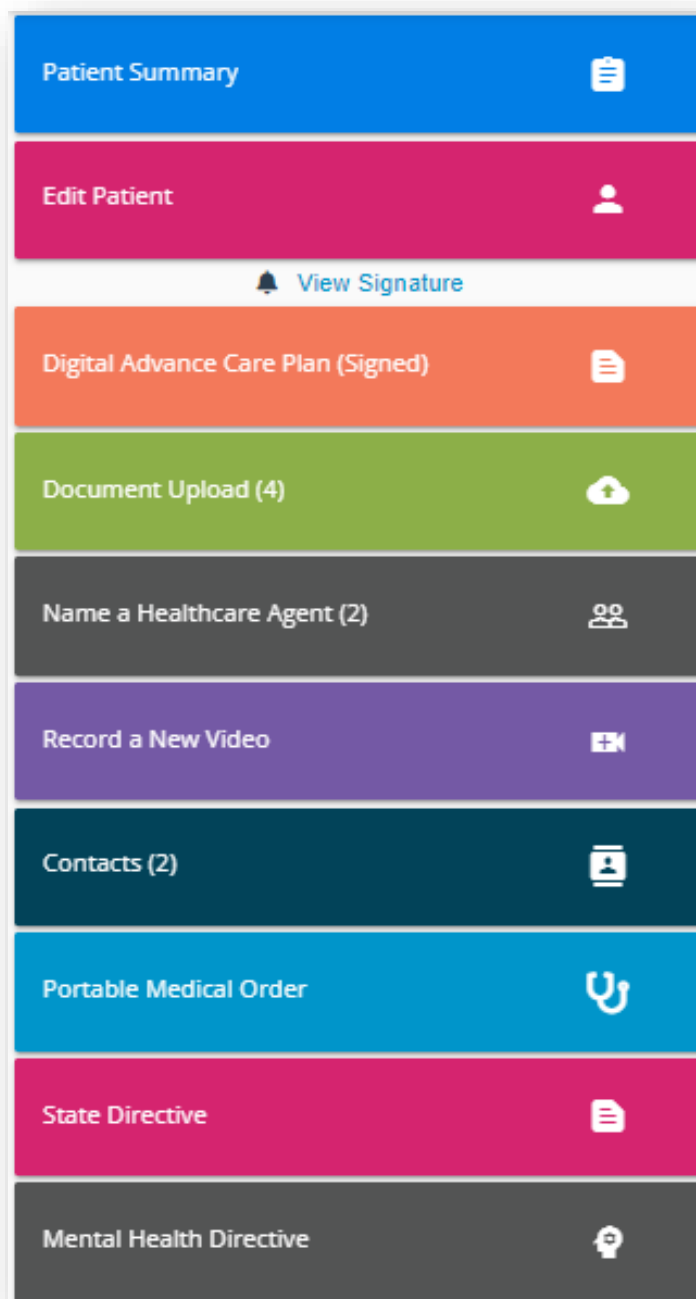 Patient Summary
Edit Patient
View Signature
Digital Advance Care Plan (Signed)
Document Upload (4)
Name a Healthcare Agent (2)
Record a New Video
Contacts (2)
Portable Medical Order
State Directive
Mental Health Directive